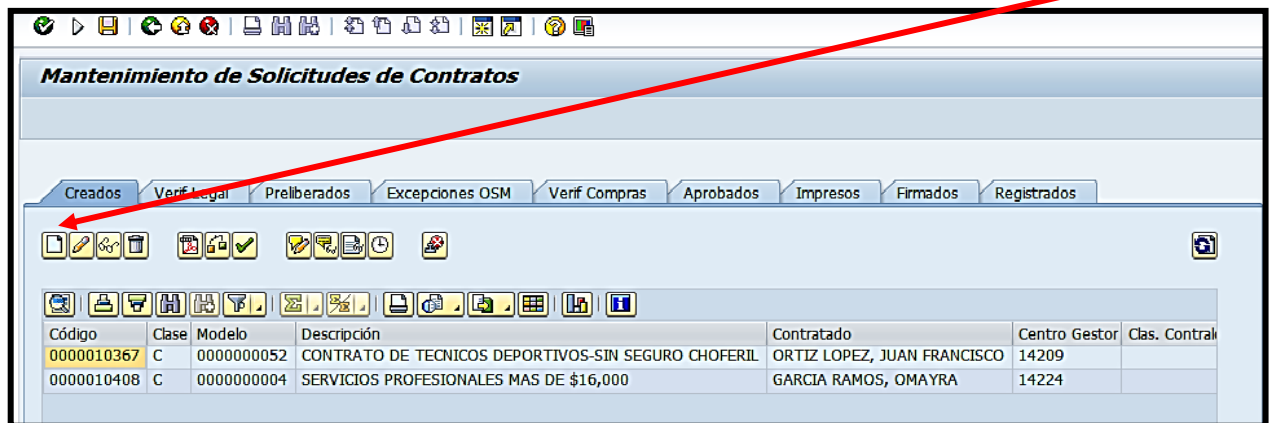 Mantenimiento de Solicitudes de Contratos
Creados Verif Legal Preliberados Excepciones OSM Verif Compras Aprobados Impresos Firmados Registrados
Código Clase Modelo Descripción Contratado Centro Gestor Clas. Contral
0000010367 C 0000000052 CONTRATO DE TECNICOS DEPORTIVOS-SIN SEGURO CHOFERIL ORTIZ LOPEZ, JUAN FRANCISCO 14209
0000010408 C 0000000004 SERVICIOS PROFESIONALES MAS DE $16,000 GARCIA RAMOS, OMAYRA 14224